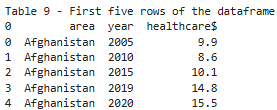 Table 9 - First five rows of the dataframe
0 area year healthcare$
0 Afghanistan 2005 9.9
1 Afghanistan 2010 8.6
2 Afghanistan 2015 10.1
3 Afghanistan 2019 14.8
4 Afghanistan 2020 15.5